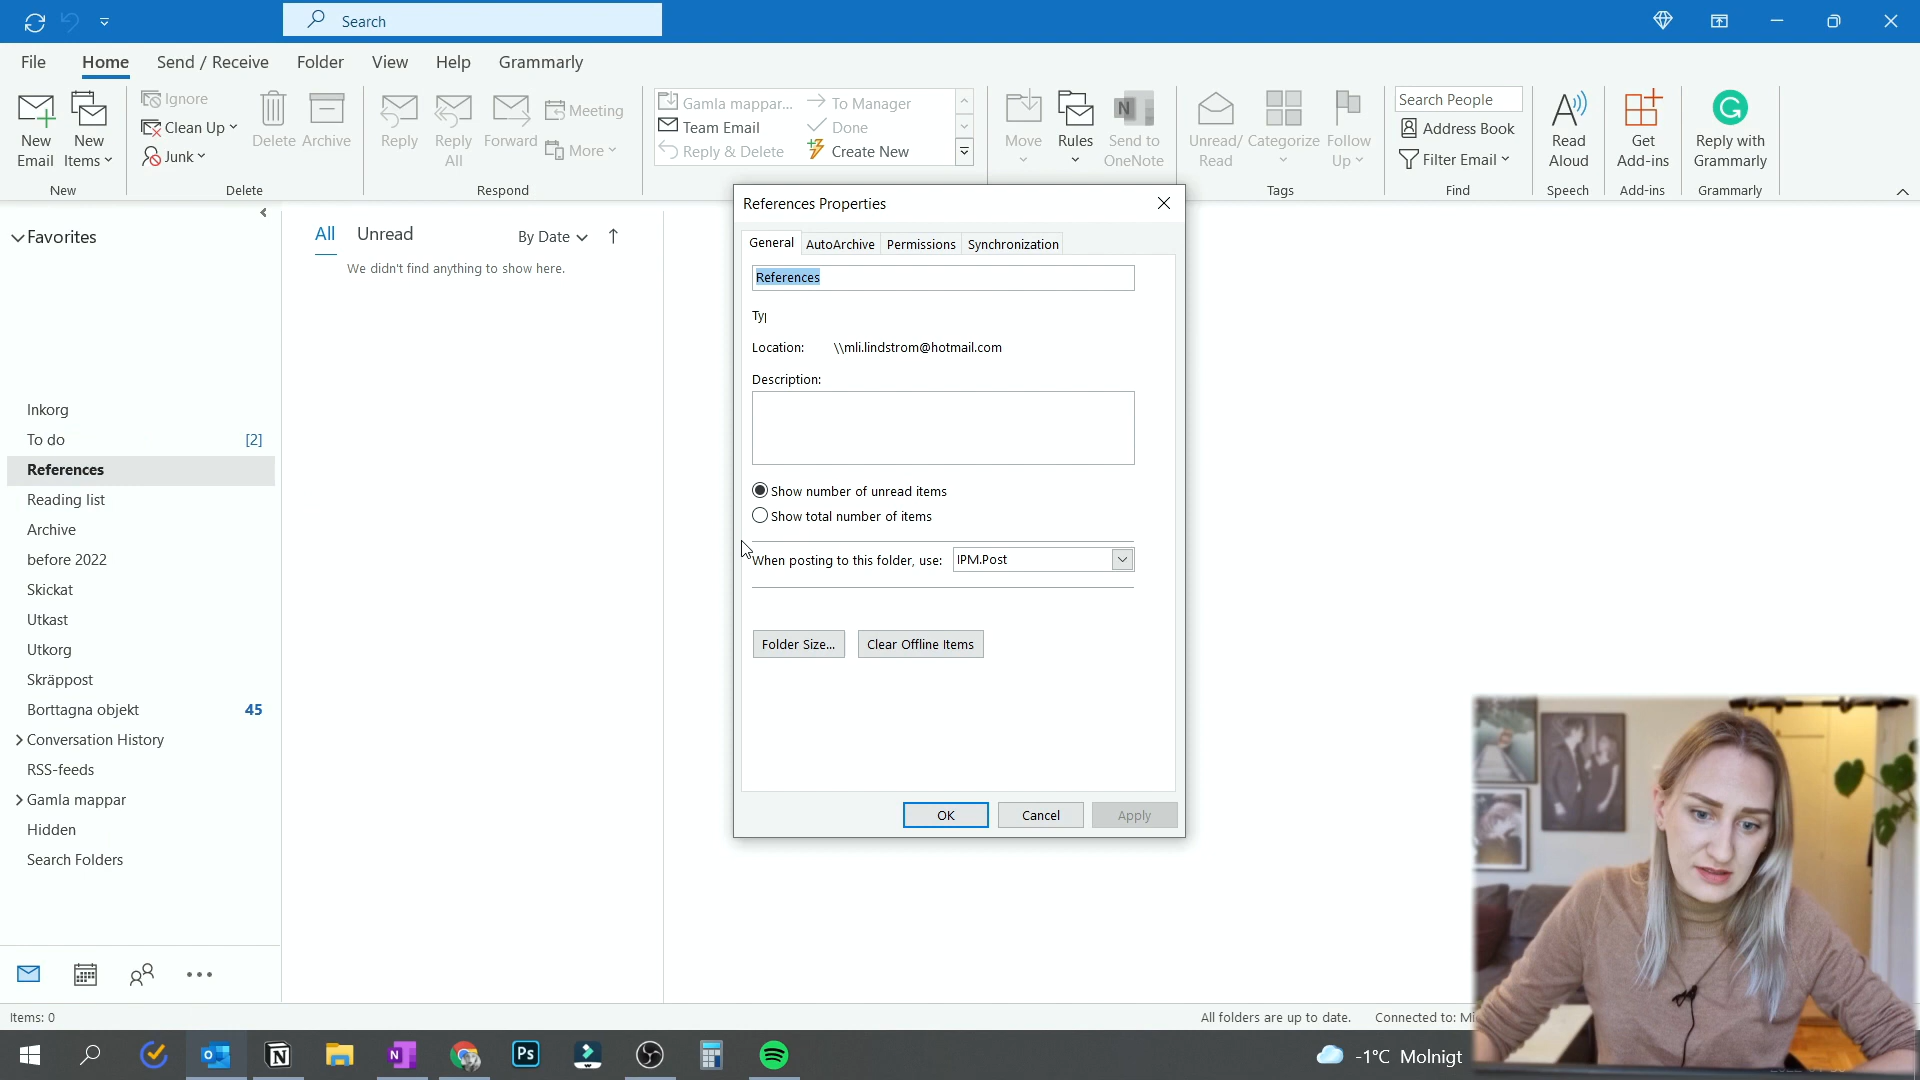 Search
File Home Send / Receive Folder View Help Grammarly
New Email
New Items
New
Ignore
Clean Up
Junk
Delete
Archive
Delete
Reply
Reply All
Forward
Meeting
More
Respond
Gamla mappar...
Team Email
Reply & Delete
To Manager
Done
Create New
Move
Rules
Send to OneNote
N
Unread/ Read
Categorize
Follow Up
Tags
Search People
Address Book
Filter Email
Find
Read Aloud
Speech
Get Add-ins
Add-ins
Reply with Grammarly
Grammarly
Favorites
Inkorg
To do [2]
References
Reading list
Archive
before 2022
Skickat
Utkast
Utkorg
Skräppost
Borttagna objekt 45
Conversation History
RSS-feeds
Gamla mappar
Hidden
Search Folders
All Unread By Date
We didn't find anything to show here.
References Properties
General AutoArchive Permissions Synchronization
References
Location: \\mli.lindstrom@hotmail.com
Description:
Show number of unread items
Show total number of items
When posting to this folder, use: IPM.Post
Folder Size... Clear Offline Items
OK Cancel Apply
Items: 0
All folders are up to date. Connected to:
Ps
-1°C Molnigt